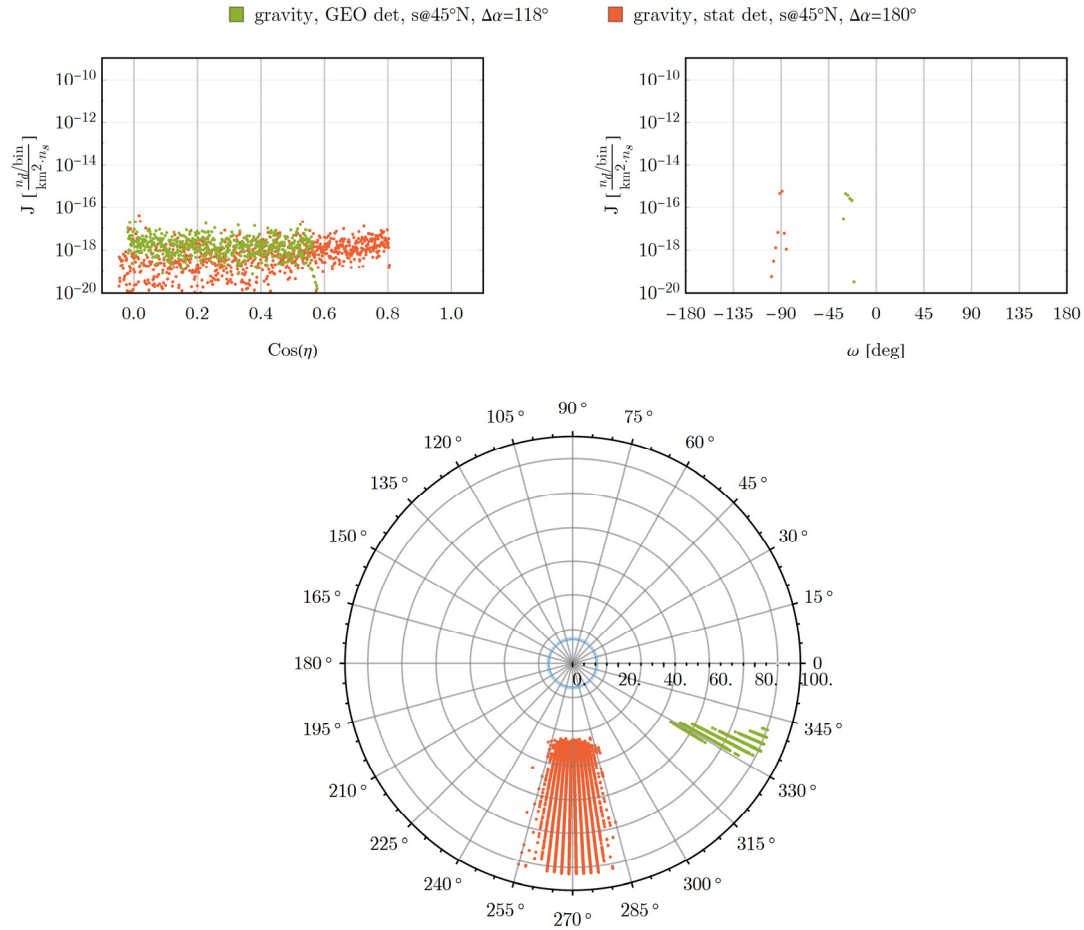 gravity, GEO det, s@45°N, Δα=118°
gravity, stat det, s@45°N, Δα=180°
J [ n_d/bin / km²·n_s ]
10⁻¹⁰
10⁻¹²
10⁻¹⁴
10⁻¹⁶
10⁻¹⁸
10⁻²⁰
0.0 0.2 0.4 0.6 0.8 1.0
Cos(η)
J [ n_d/bin / km²·n_s ]
10⁻¹⁰
10⁻¹²
10⁻¹⁴
10⁻¹⁶
10⁻¹⁸
10⁻²⁰
−180 −135 −90 −45 0 45 90 135 180
ω [deg]
90°
105° 75°
120° 60°
135° 45°
150° 30°
165° 15°
180° 0
0. 20. 40. 60. 80. 100.
195° 345°
210° 330°
225° 315°
240° 300°
255° 285°
270°